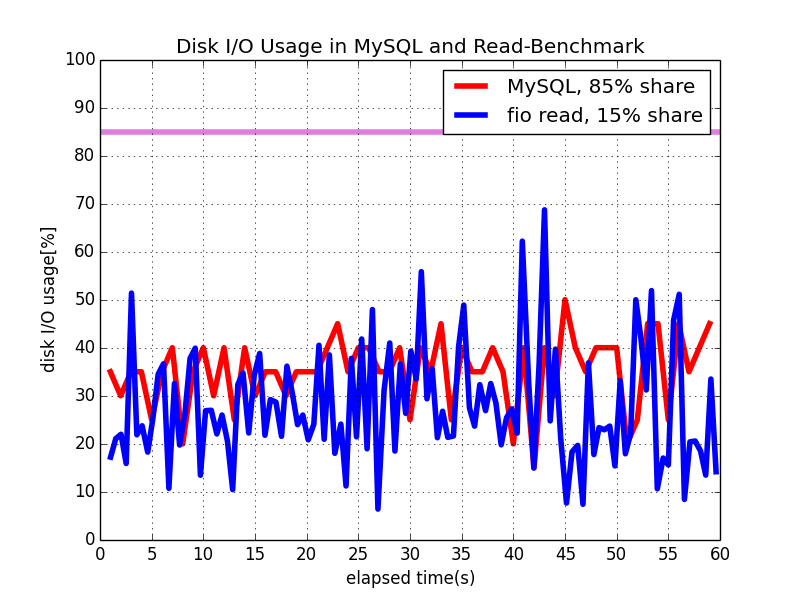 Disk I/O Usage in MySQL and Read-Benchmark
MySQL, 85% share
fio read, 15% share
disk I/O usage[%]
100
90
80
70
60
50
40
30
20
10
0
0 5 10 15 20 25 30 35 40 45 50 55 60
elapsed time(s)